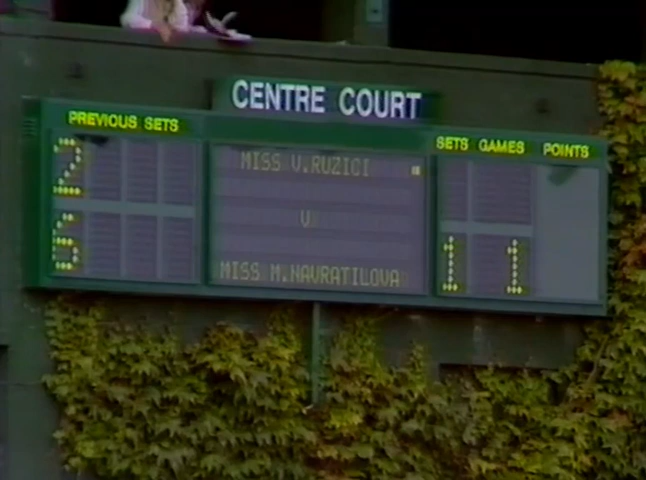 CENTRE COURT
PREVIOUS SETS
SETS GAMES POINTS
2
MISS V.RUZICI
V
6
MISS M.NAVRATILOVA
1 1